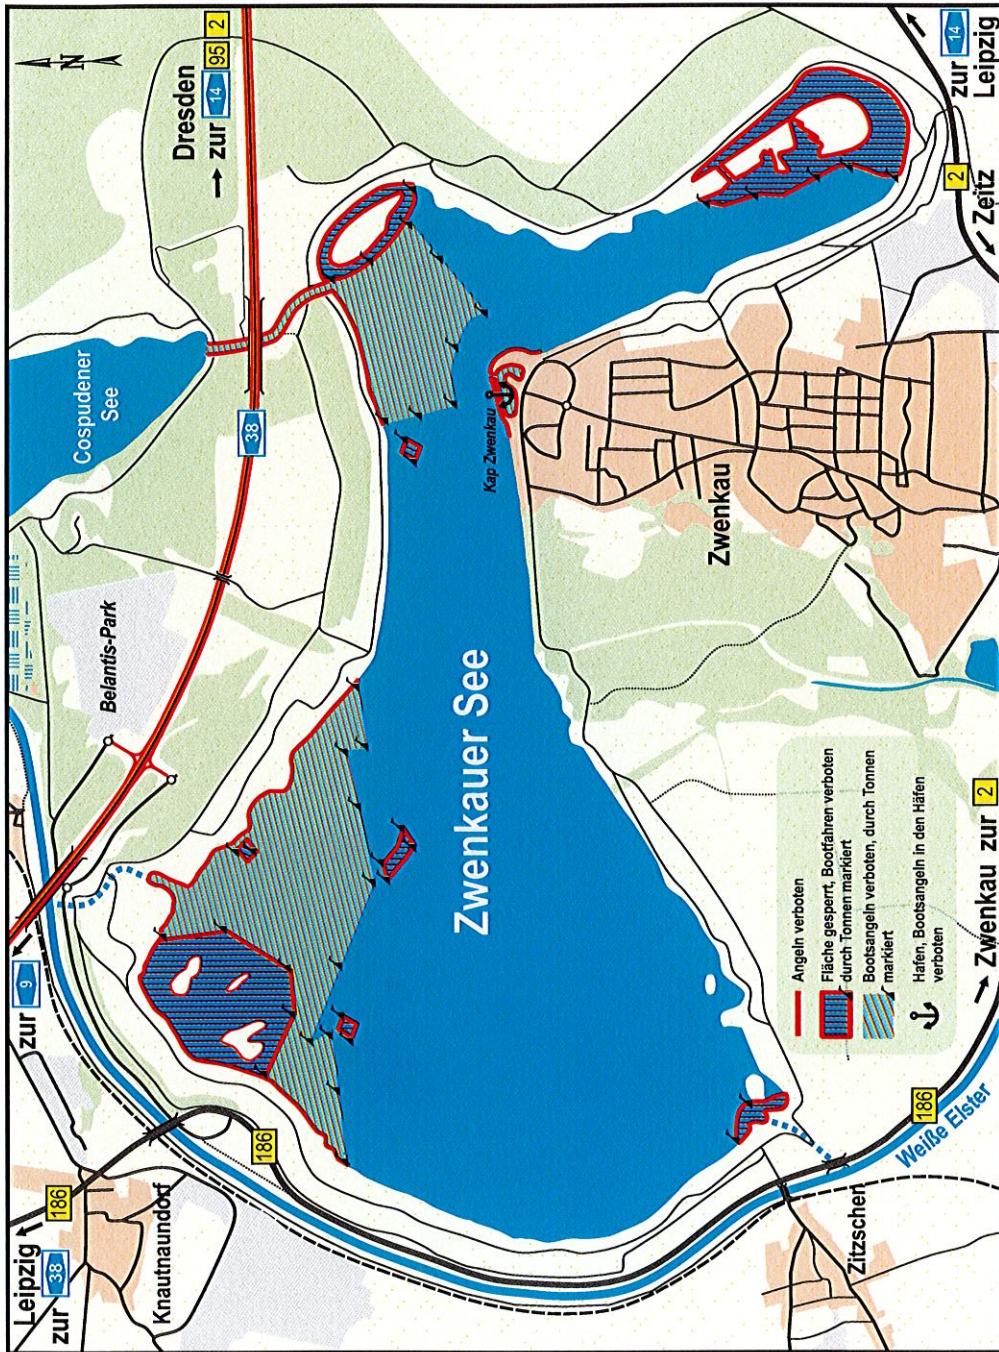 Leipzig
186
zur 38
Knautnaundorf
186
zur 9
Belantis-Park
38
Cospudener
See
Dresden
zur 14 95 2
N
Zwenkauer See
Kap Zwenkau
Zwenkau
Zitzschen
186
Weiße Elster
Angeln verboten
Fläche gesperrt, Bootfahren verboten
durch Tonnen markiert
Bootsangeln verboten, durch Tonnen
markiert
Hafen, Bootsangeln in den Häfen
verboten
Zwenkau zur 2
2
Zeitz
zur 14
Leipzig